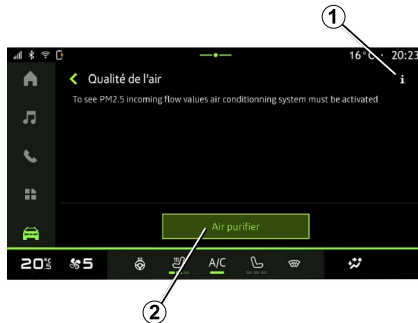 1
16°C · 20:23
Qualité de l'air
i
To see PM2.5 incoming flow values air conditionning system must be activated
Air purifier
20.5 5 A/C
2